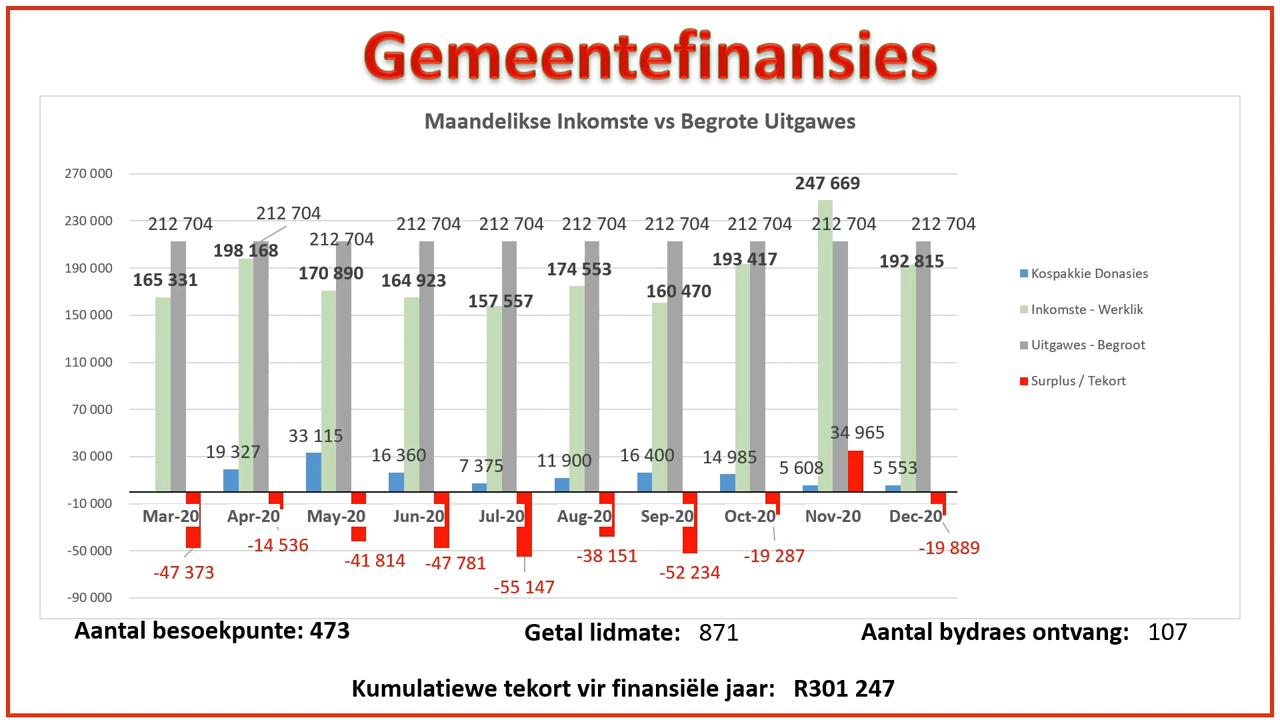 Gemeentefinansies
Maandelikse Inkomste vs Begrote Uitgawes
270 000
230 000
190 000
150 000
110 000
70 000
30 000
-10 000
-50 000
-90 000
247 669
212 704 212 704 212 704 212 704 212 704 212 704 212 704 212 704 212 704 212 704
165 331 198 168 170 890 164 923 157 557 174 553 160 470 193 417 192 815
19 327 33 115 16 360 7 375 11 900 16 400 14 985 5 608 34 965 5 553
Mar-20 Apr-20 May-20 Jun-20 Jul-20 Aug-20 Sep-20 Oct-20 Nov-20 Dec-20
-47 373 -14 536 -41 814 -47 781 -55 147 -38 151 -52 234 -19 287 -19 889
Kospakkie Donasies
Inkomste - Werklik
Uitgawes - Begroot
Surplus / Tekort
Aantal besoekpunte: 473 Getal lidmate: 871 Aantal bydraes ontvang: 107
Kumulatiewe tekort vir finansiële jaar: R301 247